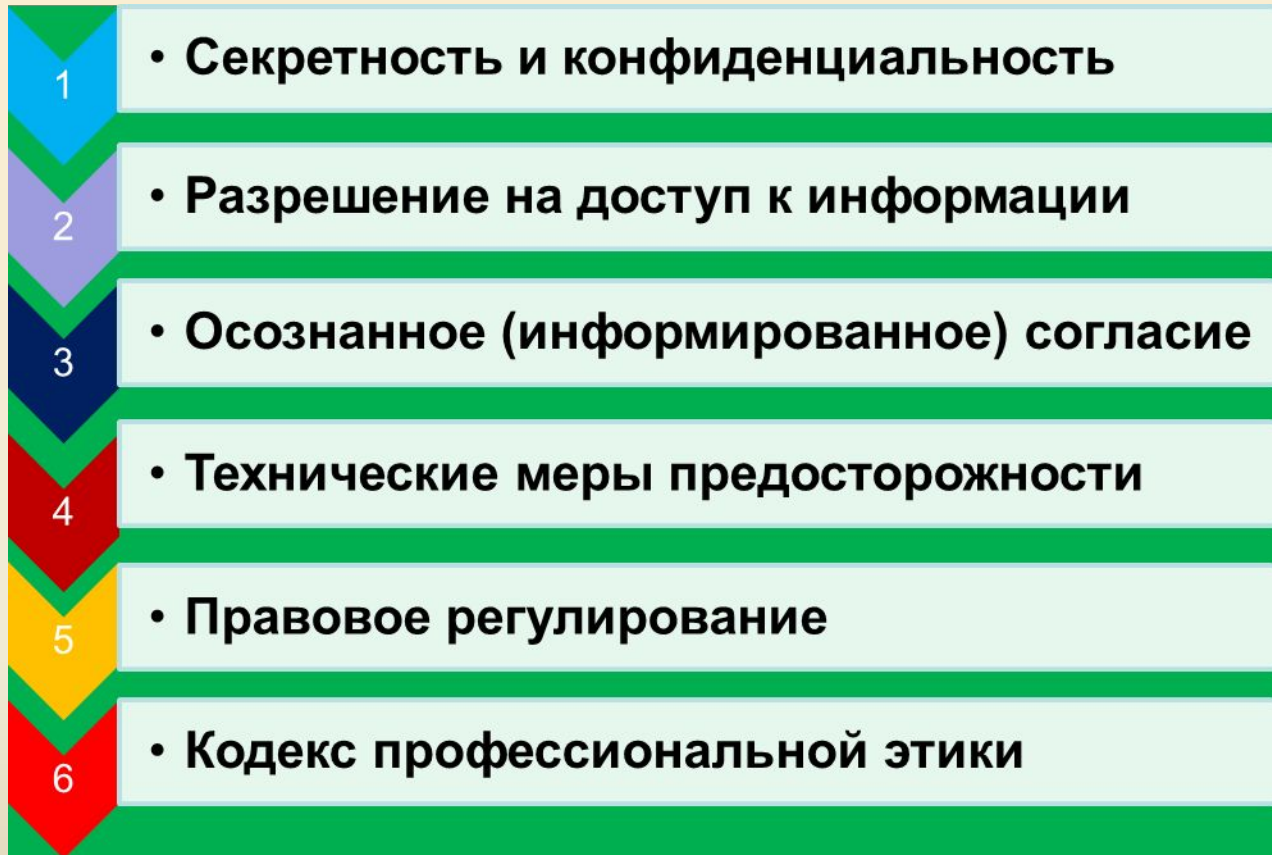 1
• Секретность и конфиденциальность
2
• Разрешение на доступ к информации
3
• Осознанное (информированное) согласие
4
• Технические меры предосторожности
5
• Правовое регулирование
6
• Кодекс профессиональной этики